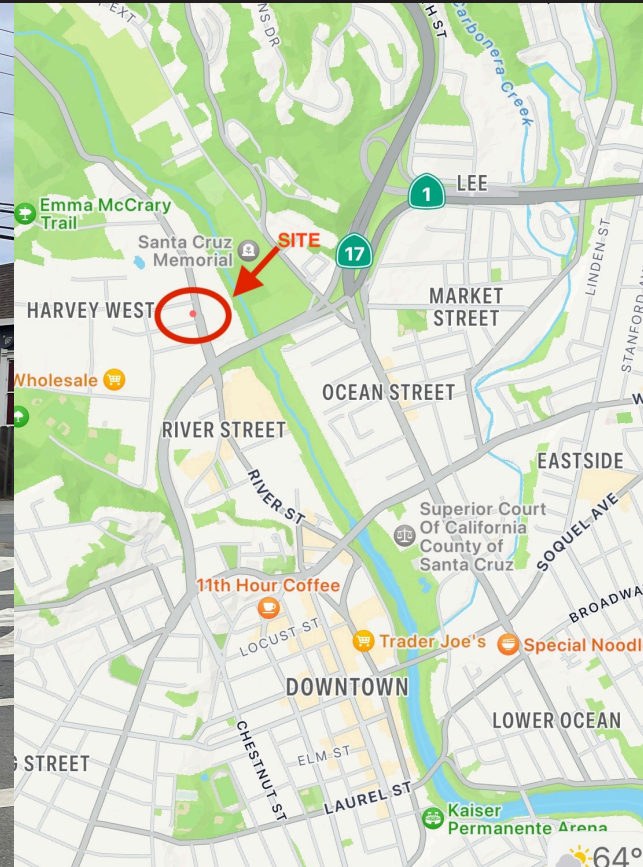 EXT
NS DR
H ST
Carbonera Creek
1
LEE
Emma McCrary
Trail
Santa Cruz
Memorial
SITE
17
LINDEN ST
HARVEY WEST
MARKET
STREET
STANFORD AV
Wholesale
OCEAN STREET
RIVER STREET
W
EASTSIDE
RIVER ST
Superior Court
Of California
County of
Santa Cruz
SOQUEL AVE
11th Hour Coffee
BROADWA
LOCUST ST
Trader Joe's
Special Noodl
DOWNTOWN
LOWER OCEAN
G STREET
CHESTNUT ST
ELM ST
LAUREL ST
Kaiser
Permanente Arena
64°